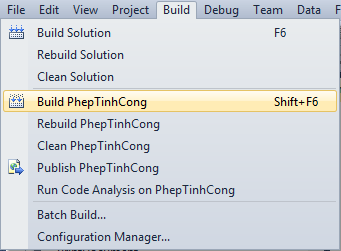 File Edit View Project Build Debug Team Data
Build Solution F6
Rebuild Solution
Clean Solution
Build PhepTinhCong Shift+F6
Rebuild PhepTinhCong
Clean PhepTinhCong
Publish PhepTinhCong
Run Code Analysis on PhepTinhCong
Batch Build...
Configuration Manager...